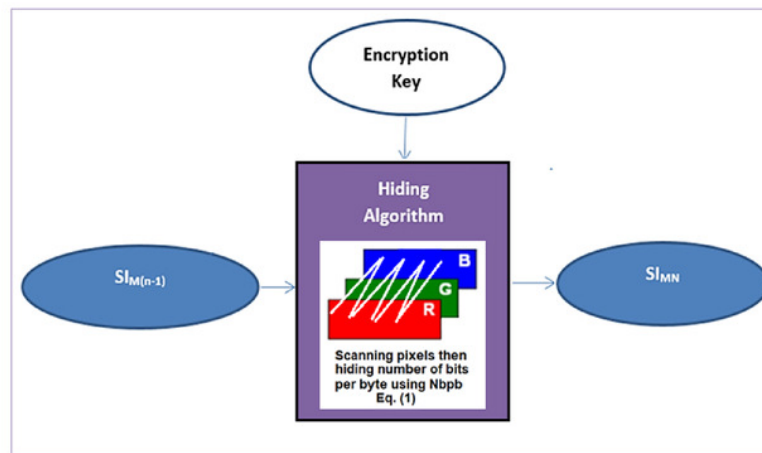 Encryption
Key
Hiding
Algorithm
SIM(n-1)
SIMN
B
G
R
Scanning pixels then
hiding number of bits
per byte using Nbpb
Eq. (1)